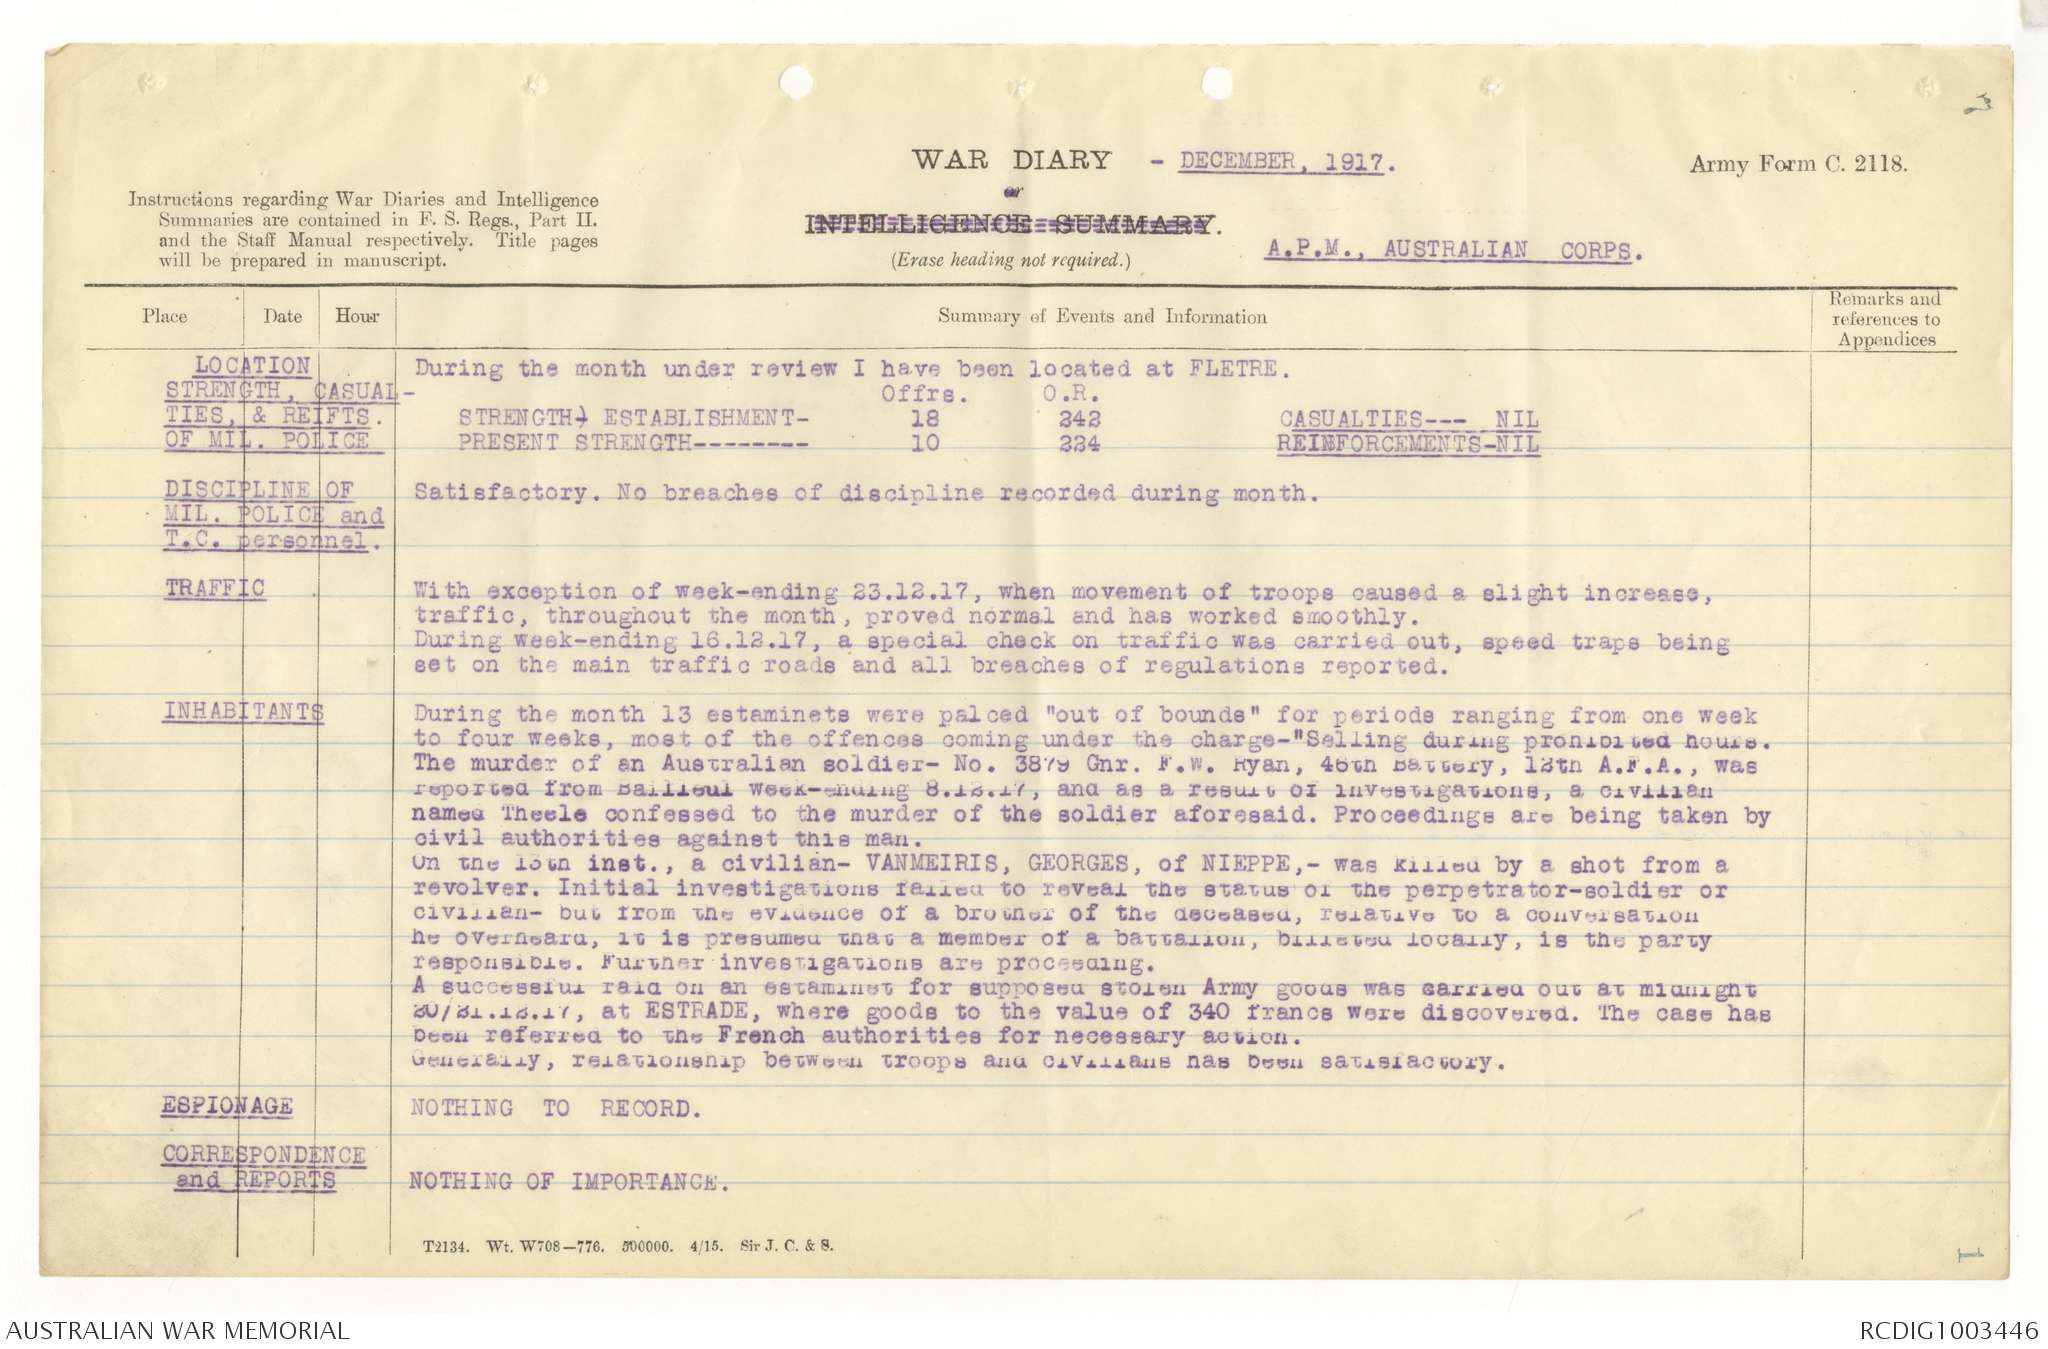 WAR DIARY - DECEMBER, 1917.
Army Form C. 2118.
or
INTELLIGENCE SUMMARY.
(Erase heading not required.)
A.P.M., AUSTRALIAN CORPS.
Instructions regarding War Diaries and Intelligence
Summaries are contained in F. S. Regs., Part II.
and the Staff Manual respectively. Title pages
will be prepared in manuscript.
Place Date Hour Summary of Events and Information Remarks and
references to
Appendices
LOCATION During the month under review I have been located at FLETRE.
STRENGTH, CASUAL- Offrs. O.R.
TIES, & REIFTS. STRENGTH, ESTABLISHMENT- 18 242 CASUALTIES--- NIL
OF MIL. POLICE PRESENT STRENGTH-------- 10 224 REINFORCEMENTS-NIL
DISCIPLINE OF Satisfactory. No breaches of discipline recorded during month.
MIL. POLICE and
T.C. personnel.
TRAFFIC With exception of week-ending 23.12.17, when movement of troops caused a slight increase,
traffic, throughout the month, proved normal and has worked smoothly.
During week-ending 16.12.17, a special check on traffic was carried out, speed traps being
set on the main traffic roads and all breaches of regulations reported.
INHABITANTS During the month 13 estaminets were palced "out of bounds" for periods ranging from one week
to four weeks, most of the offences coming under the charge-"Selling during prohibited hours.
The murder of an Australian soldier- No. 3879 Gnr. F.W. Ryan, 46th Battery, 12th A.F.A., was
reported from Bailleul week-ending 8.12.17, and as a result of investigations, a civilian
named Theele confessed to the murder of the soldier aforesaid. Proceedings are being taken by
civil authorities against this man.
On the 13th inst., a civilian- VANMEIRIS, GEORGES, of NIEPPE,- was killed by a shot from a
revolver. Initial investigations failed to reveal the status of the perpetrator-soldier or
civilian- but from the evidence of a brother of the deceased, relative to a conversation
he overheard, it is presumed that a member of a battalion, billeted locally, is the party
responsible. Further investigations are proceeding.
A successful raid on an estaminet for supposed stolen Army goods was carried out at midnight
20/21.12.17, at ESTRADE, where goods to the value of 340 francs were discovered. The case has
been referred to the French authorities for necessary action.
Generally, relationship between troops and civilians has been satisfactory.
ESPIONAGE NOTHING TO RECORD.
CORRESPONDENCE
and REPORTS NOTHING OF IMPORTANCE.
T2134. Wt. W708—776. 500000. 4/15. Sir J. C. & S.
AUSTRALIAN WAR MEMORIAL
RCDIG1003446